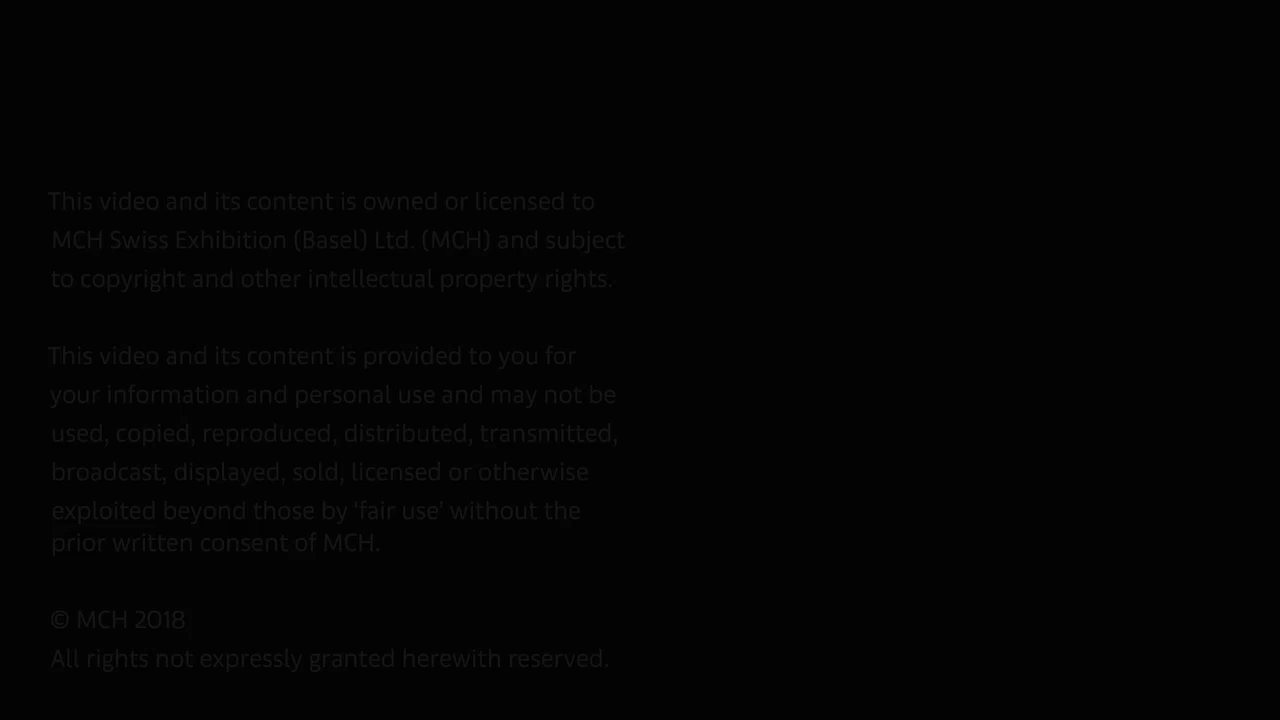 This video and its content is owned or licensed to
MCH Swiss Exhibition (Basel) Ltd. (MCH) and subject
to copyright and other intellectual property rights.
This video and its content is provided to you for
your information and personal use and may not be
used, copied, reproduced, distributed, transmitted,
broadcast, displayed, sold, licensed or otherwise
exploited beyond those by 'fair use' without the
prior written consent of MCH.
© MCH 2018
All rights not expressly granted herewith reserved.